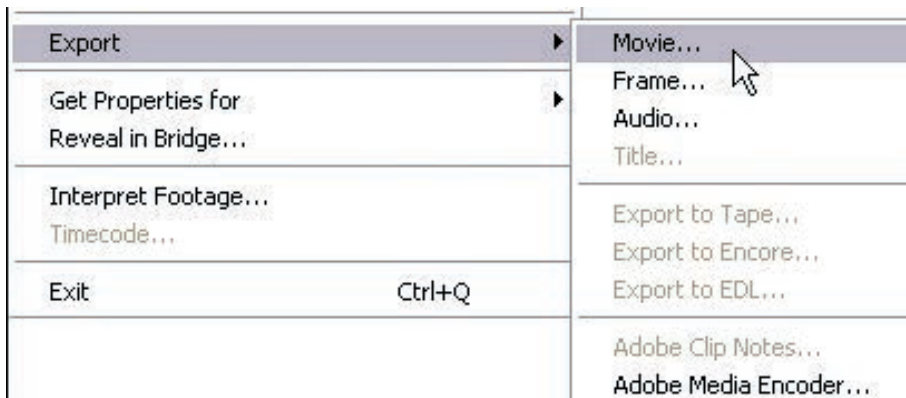 Export
Get Properties for
Reveal in Bridge...
Interpret Footage...
Timecode...
Exit Ctrl+Q
Movie...
Frame...
Audio...
Title...
Export to Tape...
Export to Encore...
Export to EDL...
Adobe Clip Notes...
Adobe Media Encoder...